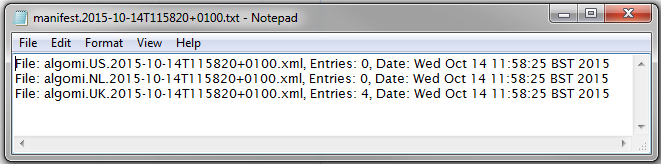 manifest.2015-10-14T115820+0100.txt - Notepad
File Edit Format View Help
File: algomi.US.2015-10-14T115820+0100.xml, Entries: 0, Date: Wed Oct 14 11:58:25 BST 2015
File: algomi.NL.2015-10-14T115820+0100.xml, Entries: 0, Date: Wed Oct 14 11:58:25 BST 2015
File: algomi.UK.2015-10-14T115820+0100.xml, Entries: 4, Date: Wed Oct 14 11:58:25 BST 2015